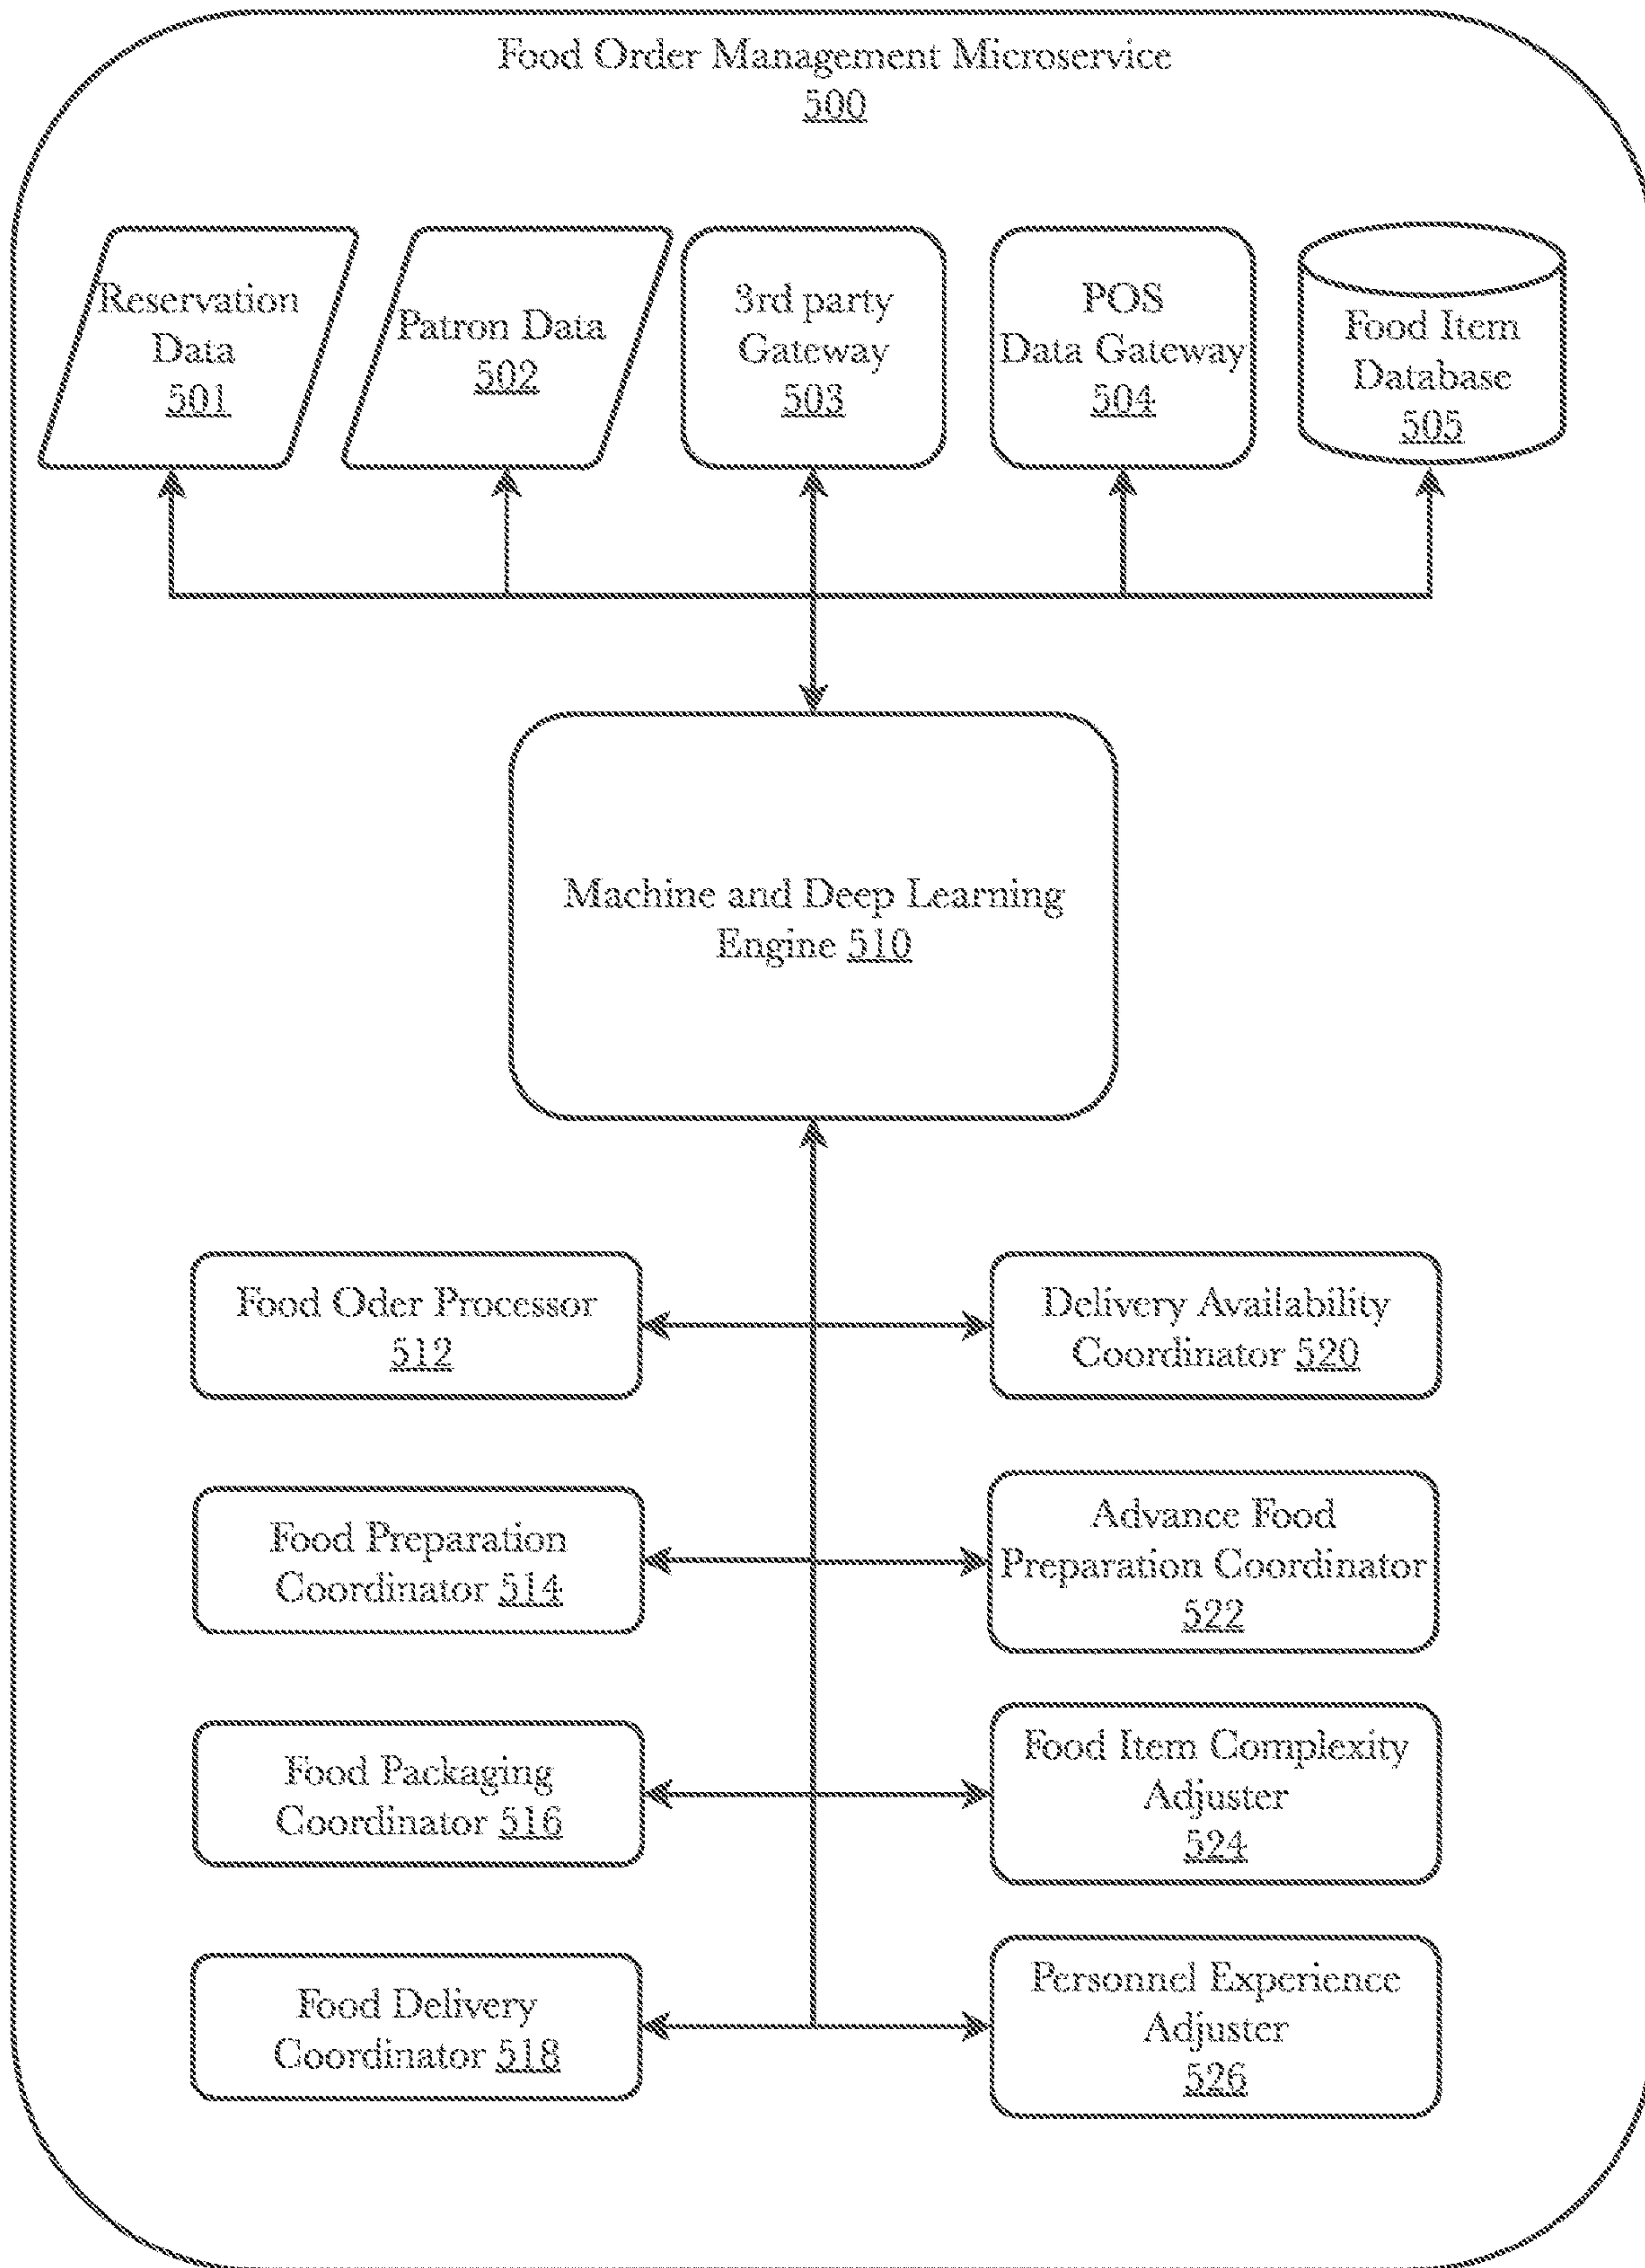 Food Order Management Microservice
500
Reservation
Data
501
Patron Data
502
3rd party
Gateway
503
POS
Data Gateway
504
Food Item
Database
505
Machine and Deep Learning
Engine 510
Food Oder Processor
512
Delivery Availability
Coordinator 520
Food Preparation
Coordinator 514
Advance Food
Preparation Coordinator
522
Food Packaging
Coordinator 516
Food Item Complexity
Adjuster
524
Food Delivery
Coordinator 518
Personnel Experience
Adjuster
526